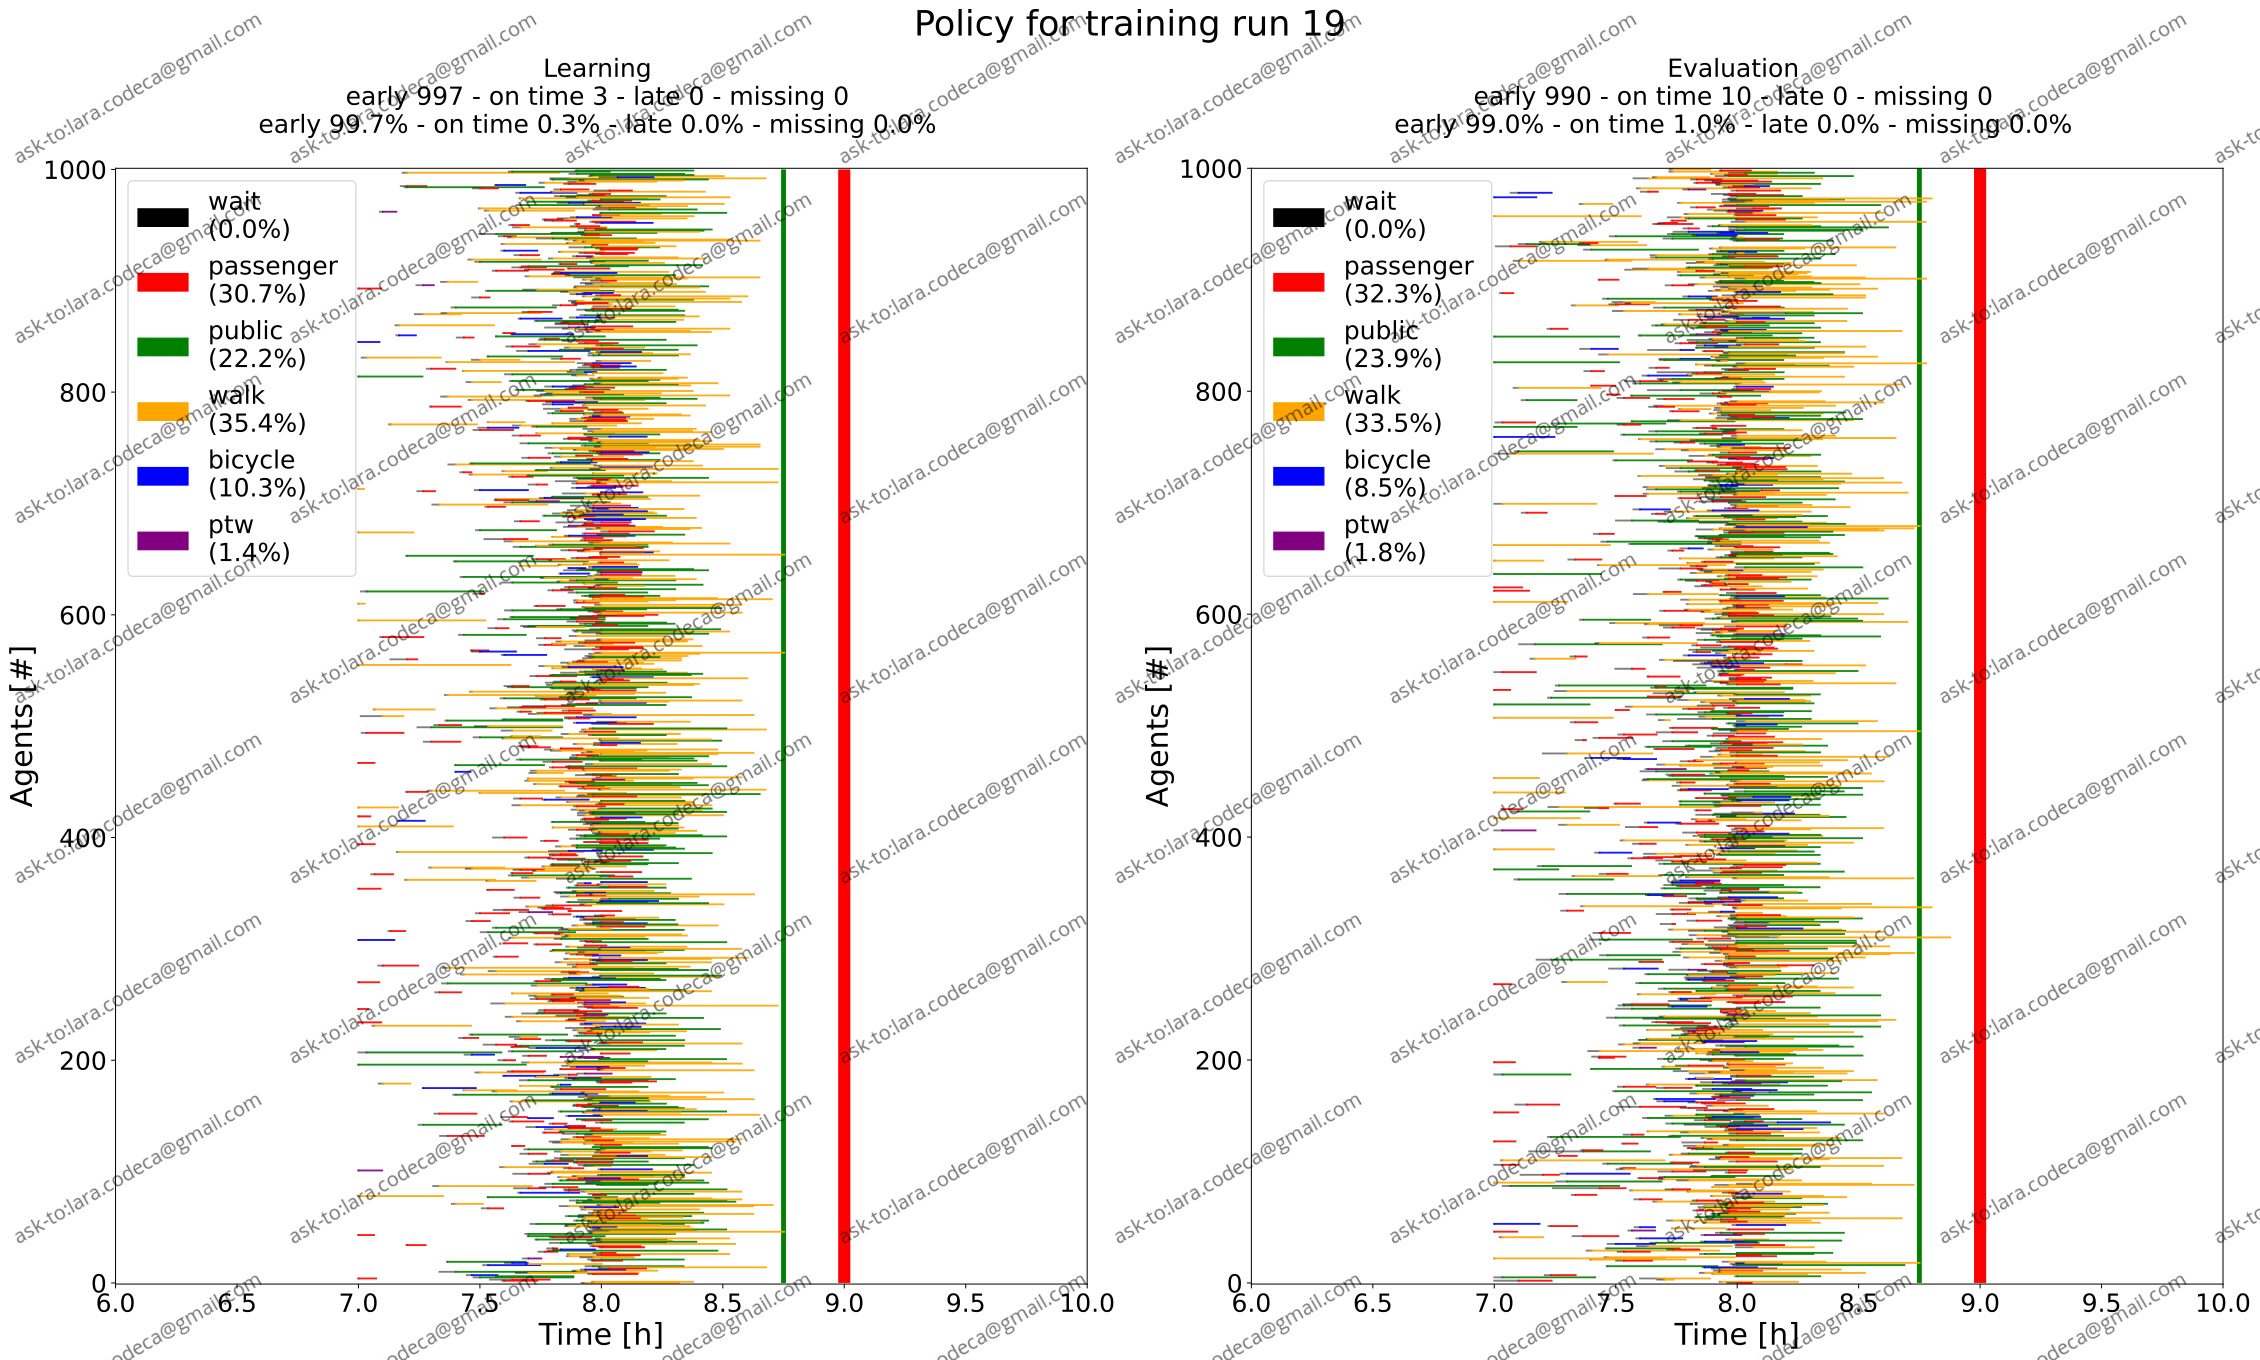 Policy for training run 19
Learning
early 997 - on time 3 - late 0 - missing 0
early 99.7% - on time 0.3% - late 0.0% - missing 0.0%
1000
800
600
400
200
0
Agents [#]
wait
(0.0%)
passenger
(30.7%)
public
(22.2%)
walk
(35.4%)
bicycle
(10.3%)
ptw
(1.4%)
6.0 6.5 7.0 7.5 8.0 8.5 9.0 9.5 10.0
Time [h]
Evaluation
early 990 - on time 10 - late 0 - missing 0
early 99.0% - on time 1.0% - late 0.0% - missing 0.0%
1000
800
600
400
200
0
Agents [#]
wait
(0.0%)
passenger
(32.3%)
public
(23.9%)
walk
(33.5%)
bicycle
(8.5%)
ptw
(1.8%)
6.0 6.5 7.0 7.5 8.0 8.5 9.0 9.5 10.0
Time [h]
ask-to:lara.codeca@gmail.com